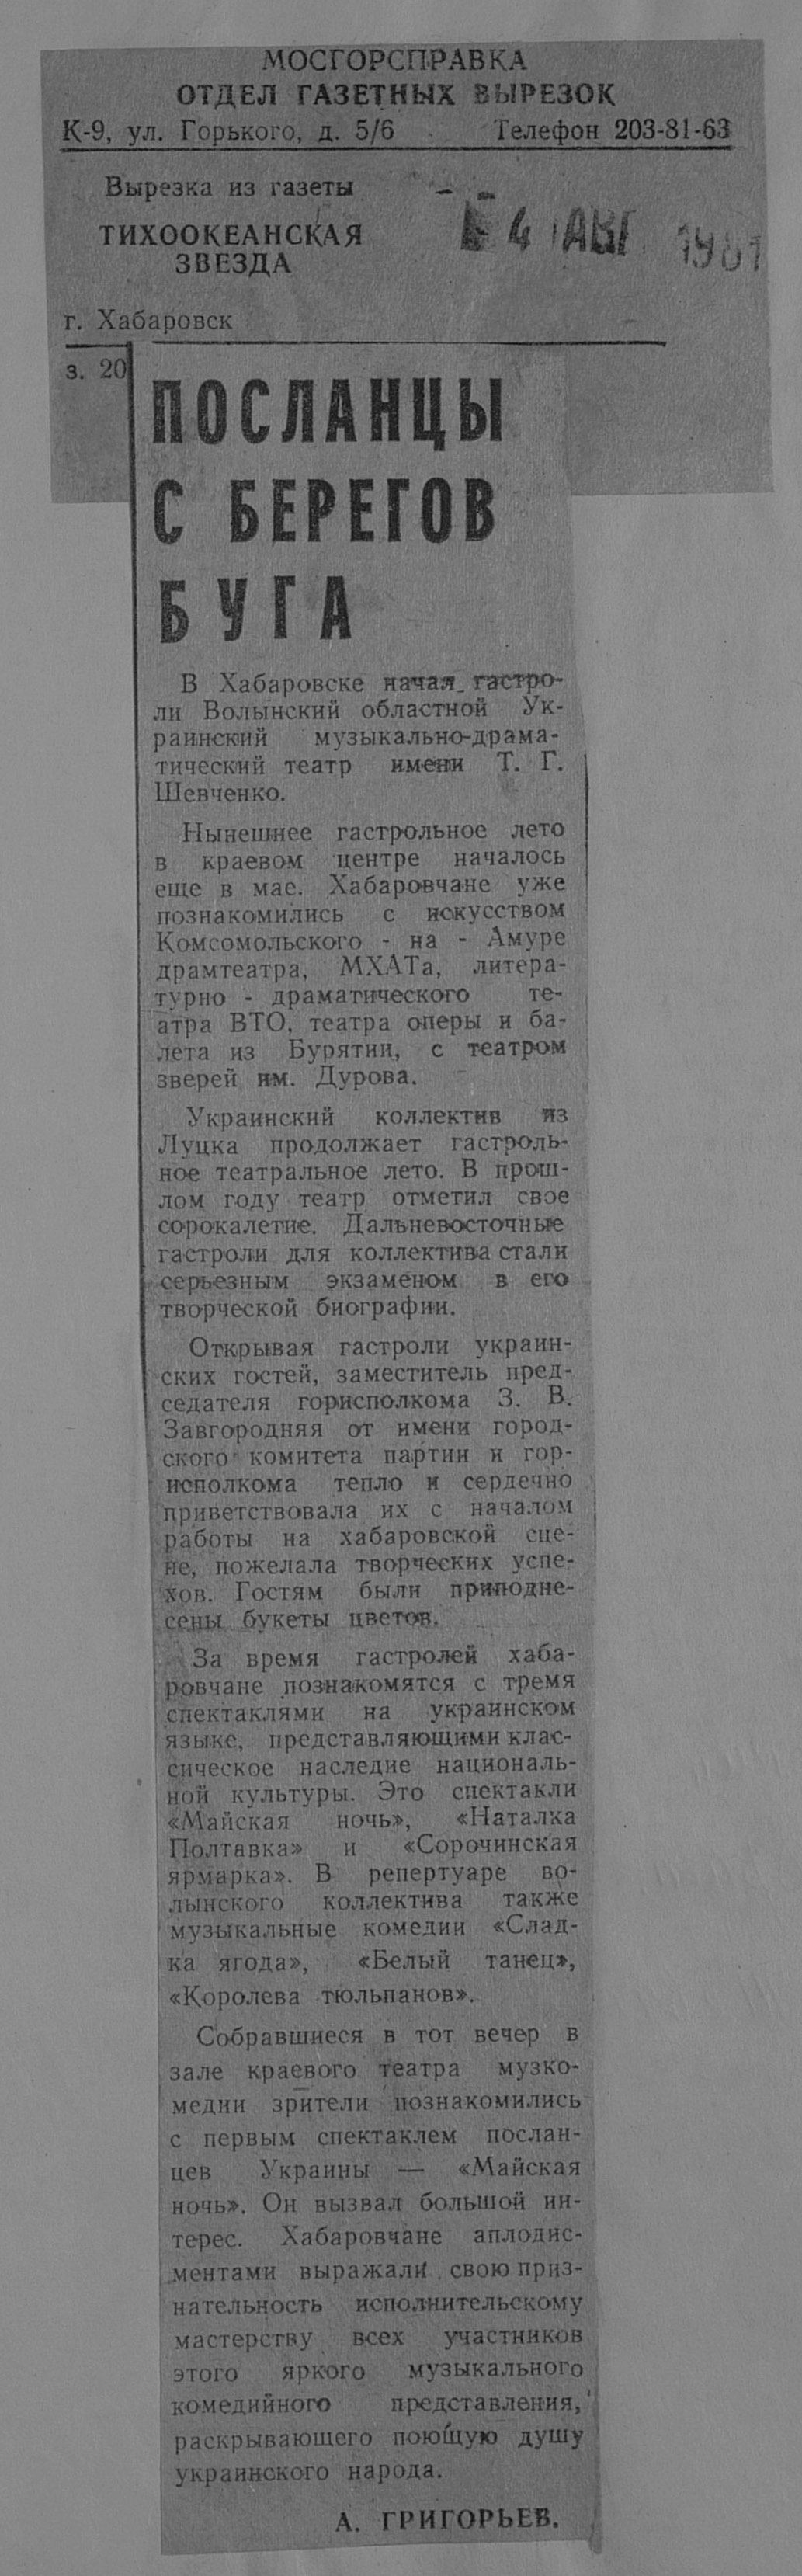 МОСГОРСПРАВКА
ОТДЕЛ ГАЗЕТНЫХ ВЫРЕЗОК
К-9, ул. Горького, д. 5/6 Телефон 203-81-63
Вырезка из газеты
ТИХООКЕАНСКАЯ
ЗВЕЗДА
4 АВГ 1981
г. Хабаровск
з. 20
ПОСЛАНЦЫ
С БЕРЕГОВ
БУГА
В Хабаровске начал гастро-
ли Волынский областной Ук-
раинский музыкально-драма-
тический театр имени Т. Г.
Шевченко.
Нынешнее гастрольное лето
в краевом центре началось
еще в мае. Хабаровчане уже
познакомились с искусством
Комсомольского - на - Амуре
драмтеатра, МХАТа, литера-
турно - драматического те-
атра ВТО, театра оперы и ба-
лета из Бурятии, с театром
зверей им. Дурова.
Украинский коллектив из
Луцка продолжает гастроль-
ное театральное лето. В прош-
лом году театр отметил свое
сорокалетие. Дальневосточные
гастроли для коллектива стали
серьезным экзаменом в его
творческой биографии.
Открывая гастроли украин-
ских гостей, заместитель пред-
седателя горисполкома З. В.
Завгородняя от имени город-
ского комитета партии и гор-
исполкома тепло и сердечно
приветствовала их с началом
работы на хабаровской сце-
не, пожелала творческих успе-
хов. Гостям были приподне-
сены букеты цветов.
За время гастролей хаба-
ровчане познакомятся с тремя
спектаклями на украинском
языке, представляющими клас-
сическое наследие националь-
ной культуры. Это спектакли
«Майская ночь», «Наталка
Полтавка» и «Сорочинская
ярмарка». В репертуаре во-
лынского коллектива также
музыкальные комедии «Слад-
ка ягода», «Белый танец»,
«Королева тюльпанов».
Собравшиеся в тот вечер в
зале краевого театра музко-
медии зрители познакомились
с первым спектаклем послан-
цев Украины — «Майская
ночь». Он вызвал большой ин-
терес. Хабаровчане аплодис-
ментами выражали свою приз-
нательность исполнительскому
мастерству всех участников
этого яркого музыкального
комедийного представления,
раскрывающего поющую душу
украинского народа.
А. ГРИГОРЬЕВ.